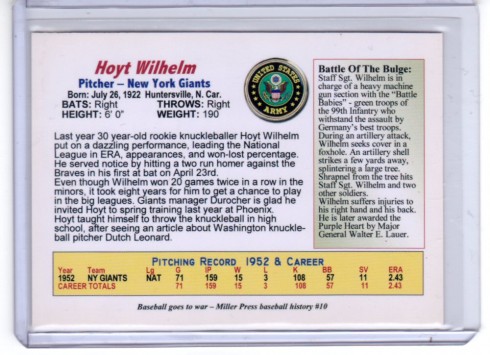 Hoyt Wilhelm
Pitcher – New York Giants
Born: July 26, 1922 Huntersville, N. Car.
BATS: Right THROWS: Right
HEIGHT: 6' 0" WEIGHT: 190
UNITED STATES
ARMY
Last year 30 year-old rookie knuckleballer Hoyt Wilhelm
put on a dazzling performance, leading the National
League in ERA, appearances, and won-lost percentage.
He served notice by hitting a two run homer against the
Braves in his first at bat on April 23rd.
Even though Wilhelm won 20 games twice in a row in the
minors, it took eight years for him to get a chance to play
in the big leagues. Giants manager Durocher is glad he
invited Hoyt to spring training last year at Phoenix.
Hoyt taught himself to throw the knuckleball in high
school, after seeing an article about Washington knuckle-
ball pitcher Dutch Leonard.
Battle Of The Bulge:
Staff Sgt. Wilhelm is in
charge of a heavy machine
gun section with the "Battle
Babies" - green troops of
the 99th Infantry who
withstand the assault by
Germany's best troops.
During an airfield attack,
Wilhelm seeks cover in a
foxhole. An artillery shell
strikes a few yards away,
splintering a large tree.
Shrapnel from the tree hits
Staff Sgt. Wilhelm and two
other soldiers.
Wilhelm suffers injuries to
his right hand and his back.
He is later awarded the
Purple Heart by Major
General Walter E. Lauer.
PITCHING RECORD 1952 & CAREER
Year Team Lg G IP W L K BB SV ERA
1952 NY GIANTS NAT 71 159 15 3 108 57 11 2.43
CAREER TOTALS 71 159 15 3 108 57 11 2.43
Baseball goes to war – Miller Press baseball history #10